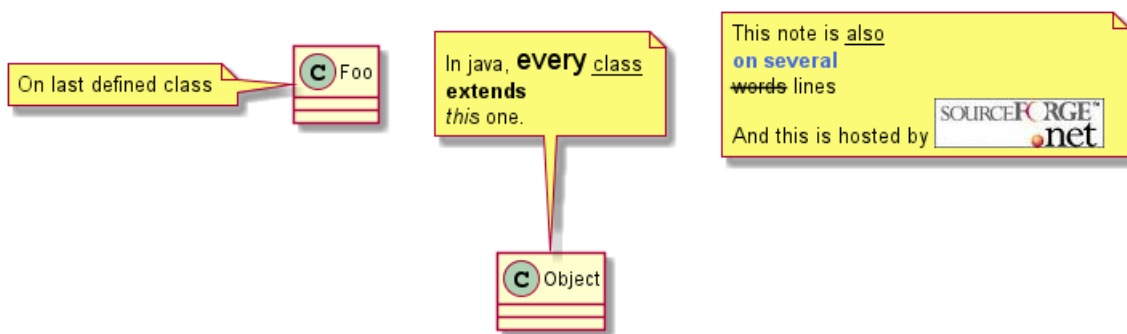 On last defined class
C Foo
In java, every class
extends
this one.
C Object
This note is also
on several
words lines
And this is hosted by SOURCEFORGE™
.net